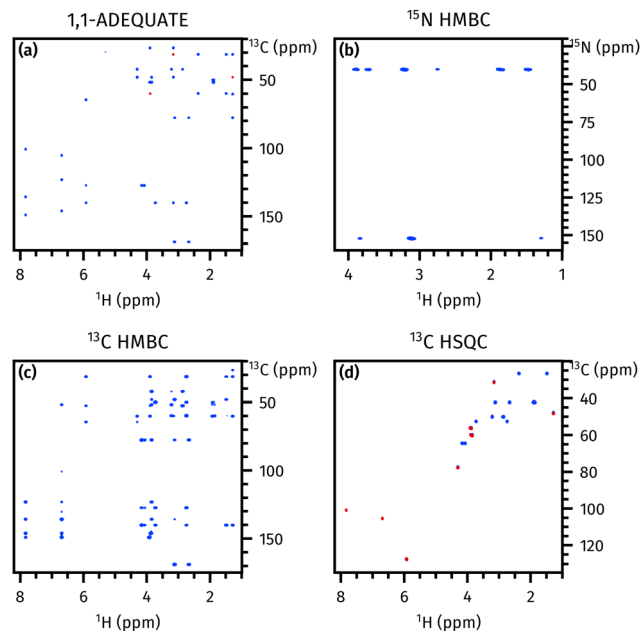 1,1-ADEQUATE
(a)
¹³C (ppm)
50
100
150
8 6 4 2
¹H (ppm)
¹⁵N HMBC
(b)
¹⁵N (ppm)
50
75
100
125
150
4 3 2 1
¹H (ppm)
¹³C HMBC
(c)
¹³C (ppm)
50
100
150
8 6 4 2
¹H (ppm)
¹³C HSQC
(d)
¹³C (ppm)
40
60
80
100
120
8 6 4 2
¹H (ppm)